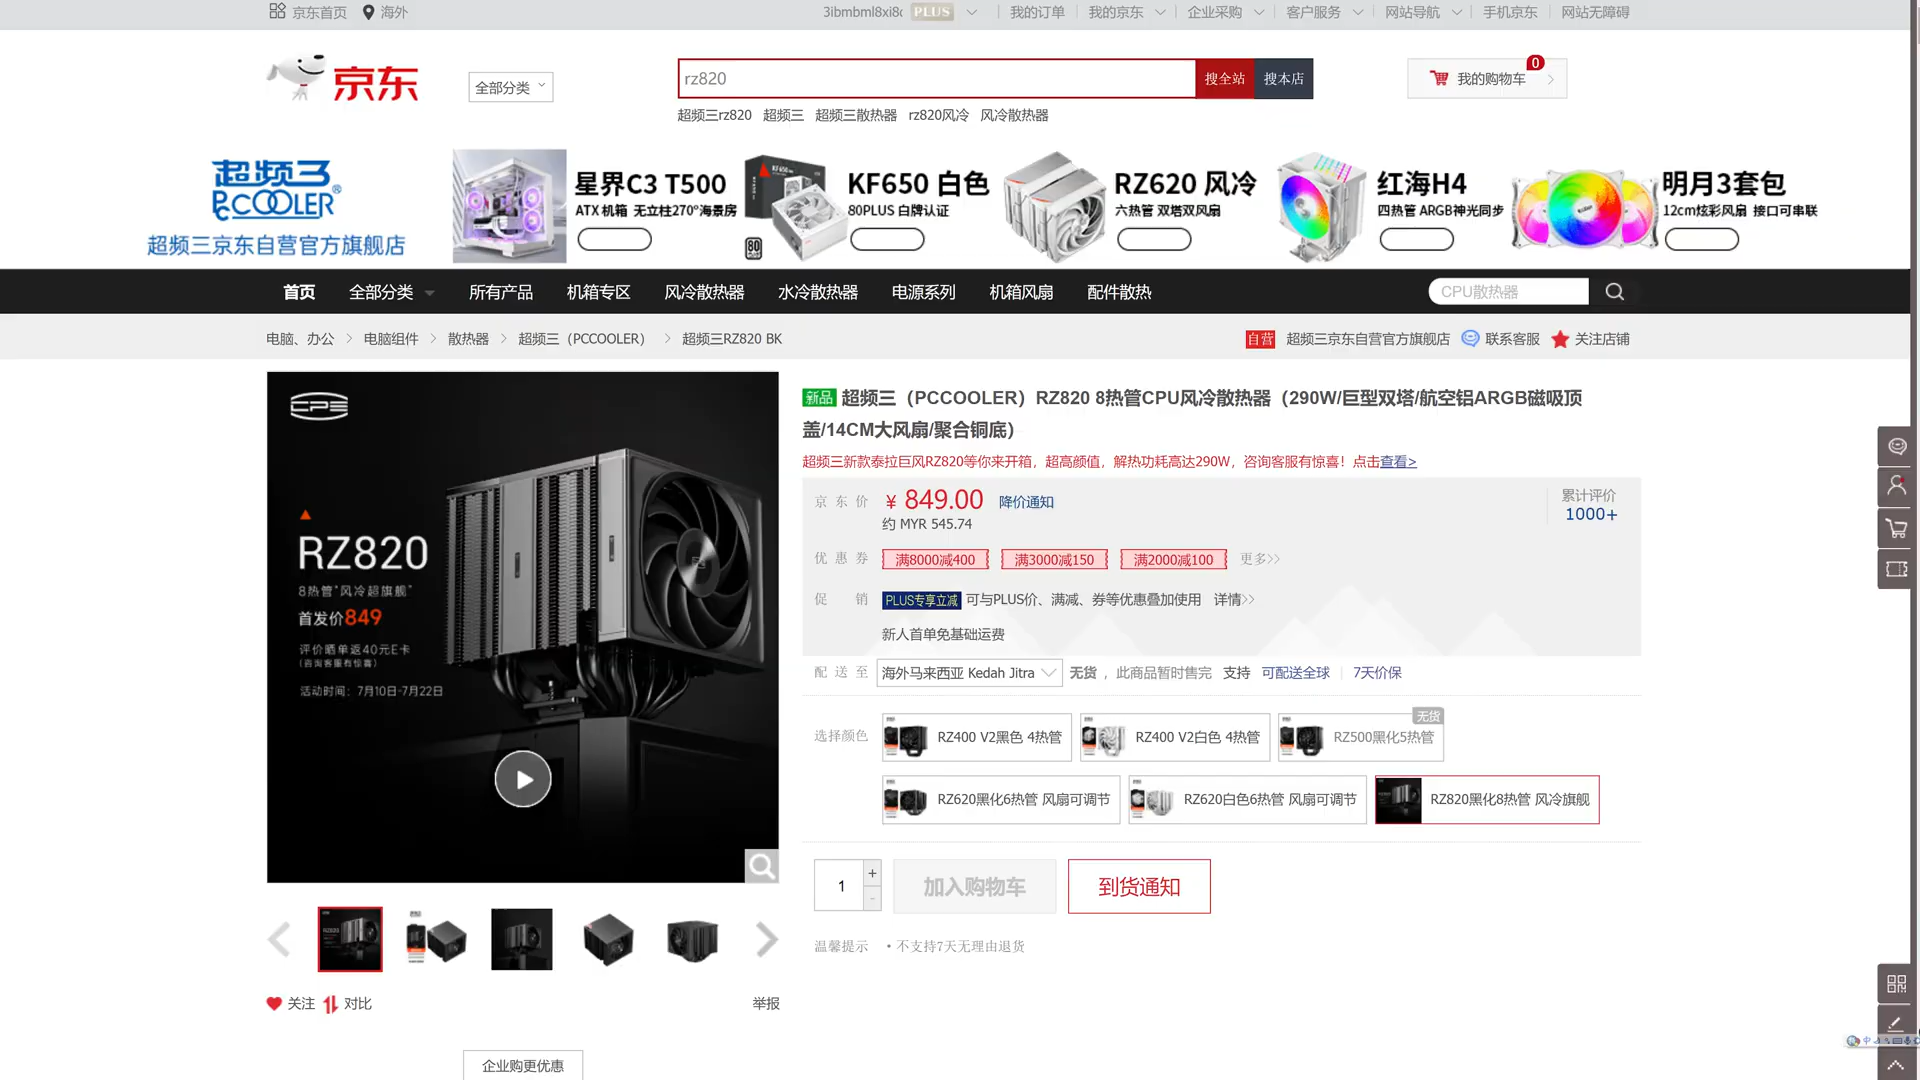 京东首页 海外
3ibmbml8xi8c PLUS 我的订单 我的京东 企业采购 客户服务 网站导航 手机京东 网站无障碍
京东
全部分类
rz820 搜全站 搜本店
我的购物车 0
超频三rz820 超频三 超频三散热器 rz820风冷 风冷散热器
超频三
PCCOOLER®
超频三京东自营官方旗舰店
星界C3 T500
ATX 机箱 无立柱270°海景房
KF650 白色
80PLUS 白牌认证
RZ620 风冷
六热管 双塔双风扇
红海H4
四热管 ARGB神光同步
明月3套包
12cm炫彩风扇 接口可串联
首页 全部分类 所有产品 机箱专区 风冷散热器 水冷散热器 电源系列 机箱风扇 配件散热 CPU散热器
电脑、办公 > 电脑组件 > 散热器 > 超频三（PCCOOLER） > 超频三RZ820 BK
自营 超频三京东自营官方旗舰店 联系客服 关注店铺
CPS
RZ820
8热管“风冷超旗舰”
首发价849
评价晒单返40元E卡
(咨询客服有惊喜)
活动时间：7月10日-7月22日
新品 超频三（PCCOOLER）RZ820 8热管CPU风冷散热器（290W/巨型双塔/航空铝ARGB磁吸顶
盖/14CM大风扇/聚合铜底）
超频三新款泰拉巨风RZ820等你来开箱，超高颜值，解热功耗高达290W，咨询客服有惊喜！点击查看>
京东价 ￥ 849.00 降价通知
约 MYR 545.74
累计评价
1000+
优惠券 满8000减400 满3000减150 满2000减100 更多>>
促销 PLUS专享立减 可与PLUS价、满减、券等优惠叠加使用 详情>>
新人首单免基础运费
配送至 海外马来西亚 Kedah Jitra 无货 ，此商品暂时售完 支持 可配送全球 7天价保
选择颜色 RZ400 V2黑色 4热管 RZ400 V2白色 4热管 RZ500黑化5热管 无货
RZ620黑化6热管 风扇可调节 RZ620白色6热管 风扇可调节 RZ820黑化8热管 风冷旗舰
1 + - 加入购物车 到货通知
温馨提示 • 不支持7天无理由退货
关注 对比 举报
企业购更优惠